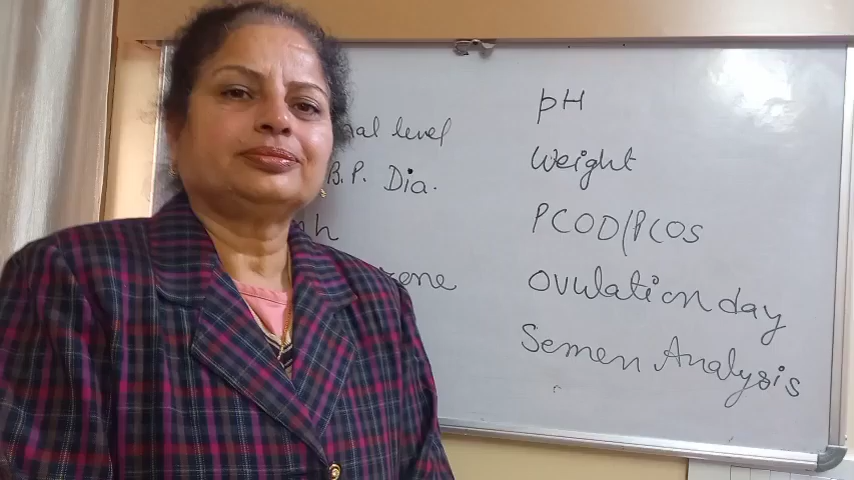 level
B.P. Dia.
pH
Weight
PCOD/PCOS
Ovulation day
Semen Analysis